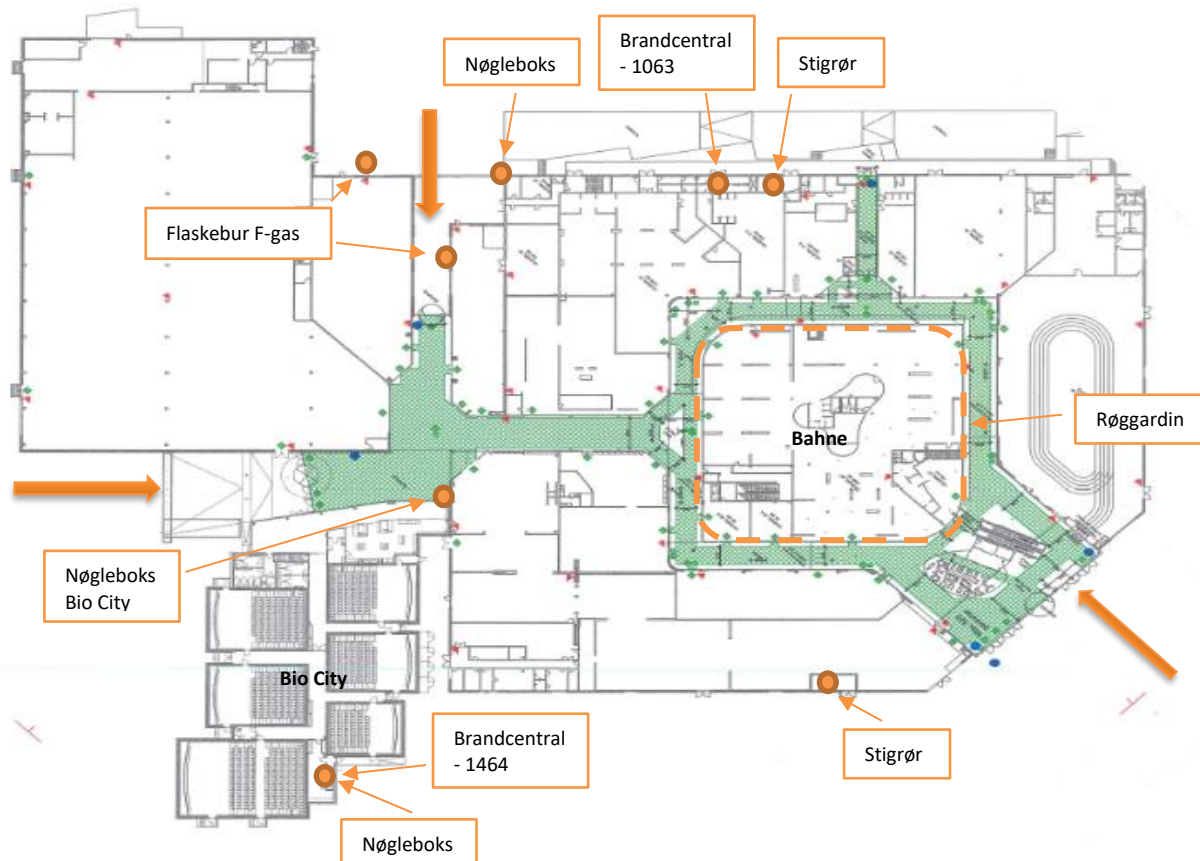 Brandcentral
- 1063
Nøgleboks
Stigrør
Flaskebur F-gas
Røggardin
Bahne
Nøgleboks
Bio City
Bio City
Brandcentral
- 1464
Stigrør
Nøgleboks